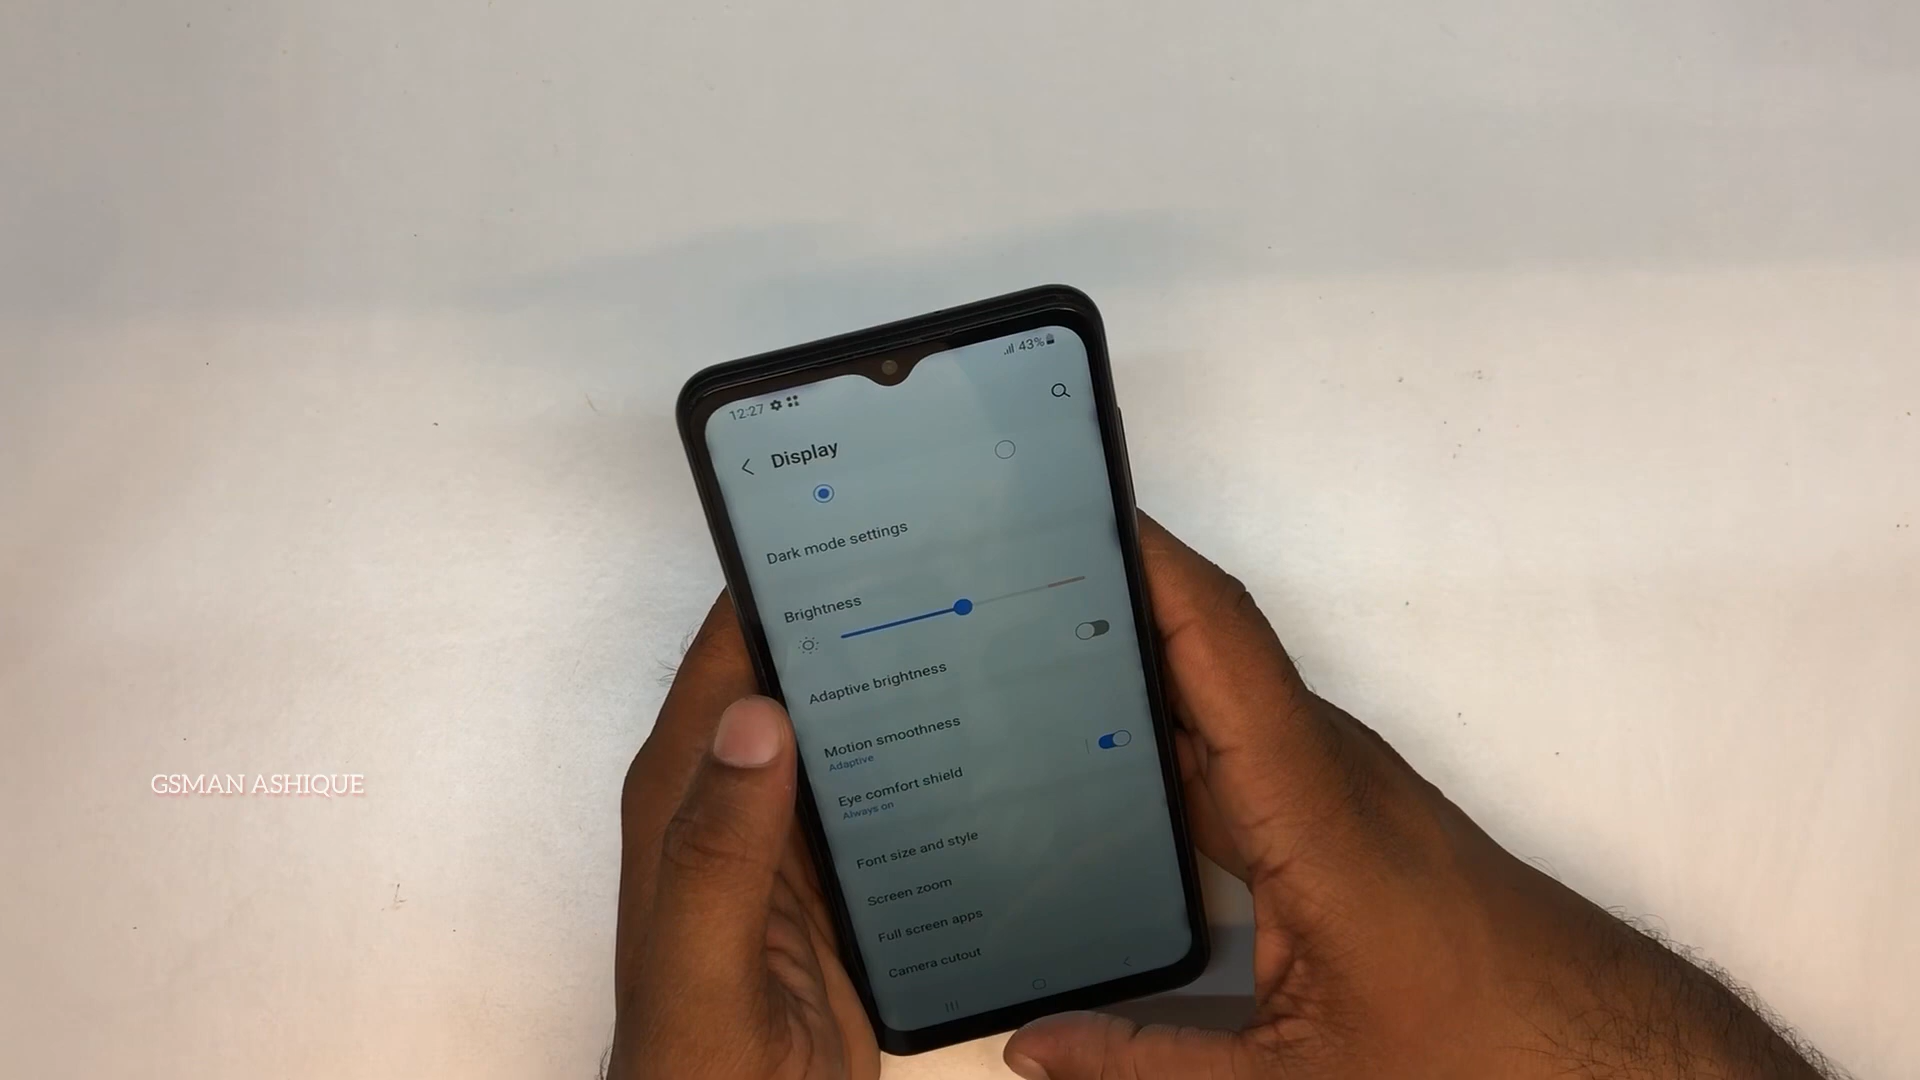 12:27
43%
Display
Dark mode settings
Brightness
Adaptive brightness
Motion smoothness
Adaptive
Eye comfort shield
Always on
Font size and style
Screen zoom
Full screen apps
Camera cutout
GSMAN ASHIQUE